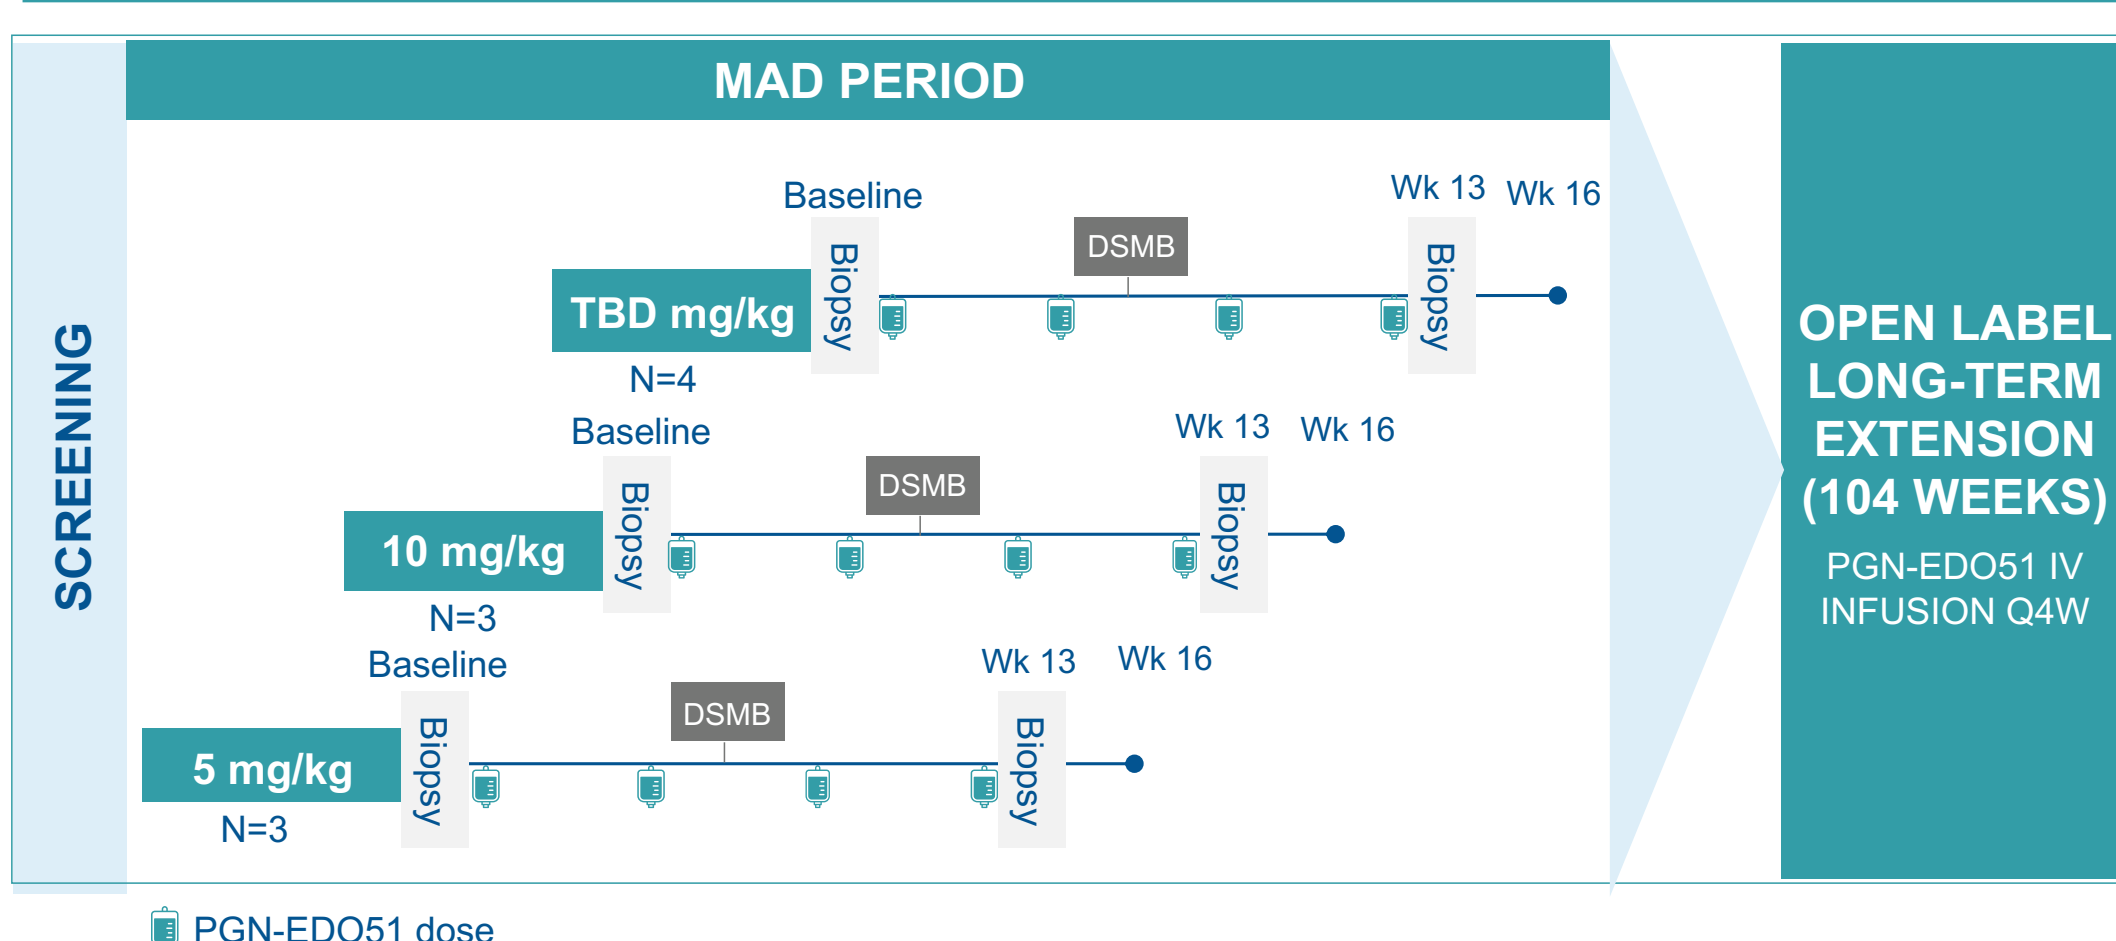 MAD PERIOD
SCREENING
Baseline
Wk 13
Wk 16
DSMB
Biopsy
Biopsy
TBD mg/kg
N=4
Baseline
Wk 13
Wk 16
DSMB
Biopsy
Biopsy
10 mg/kg
N=3
Baseline
Wk 13
Wk 16
DSMB
Biopsy
Biopsy
5 mg/kg
N=3
OPEN LABEL
LONG-TERM
EXTENSION
(104 WEEKS)
PGN-EDO51 IV
INFUSION Q4W
PGN-EDO51 dose